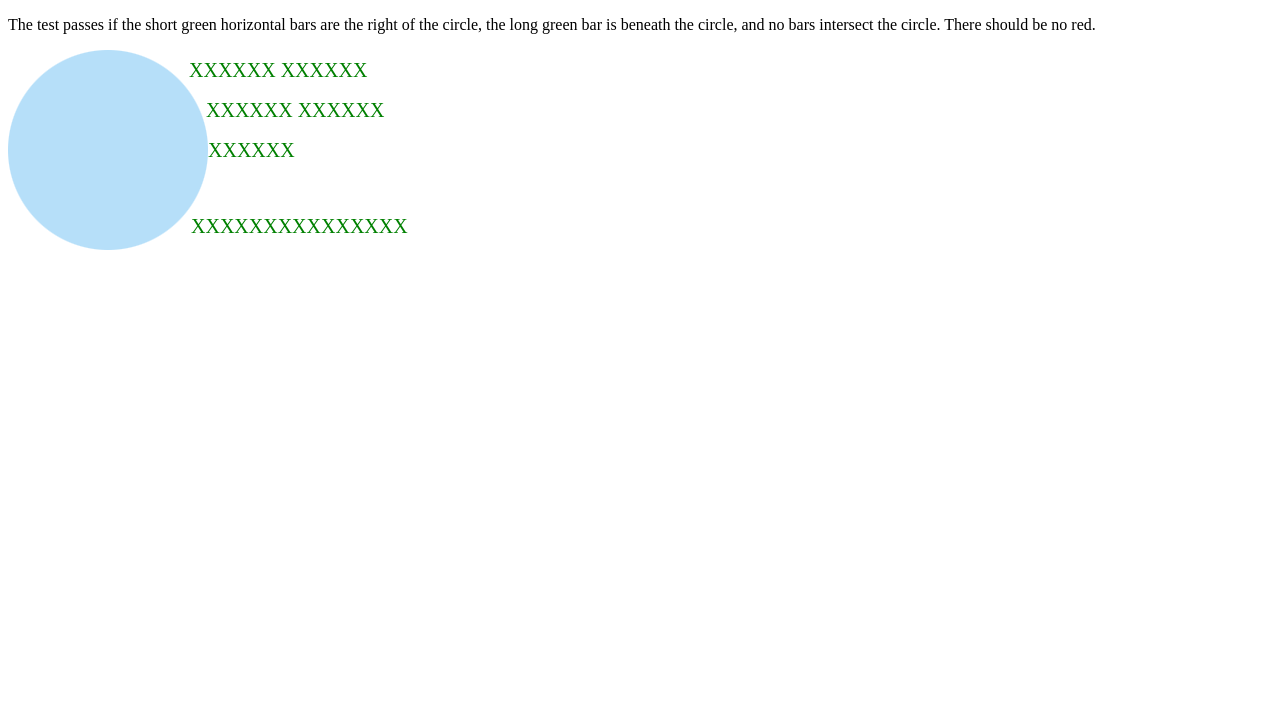 The test passes if the short green horizontal bars are the right of the circle, the long green bar is beneath the circle, and no bars intersect the circle. There should be no red.
XXXXXX XXXXXX
XXXXXX XXXXXX
XXXXXX
XXXXXXXXXXXXXXX